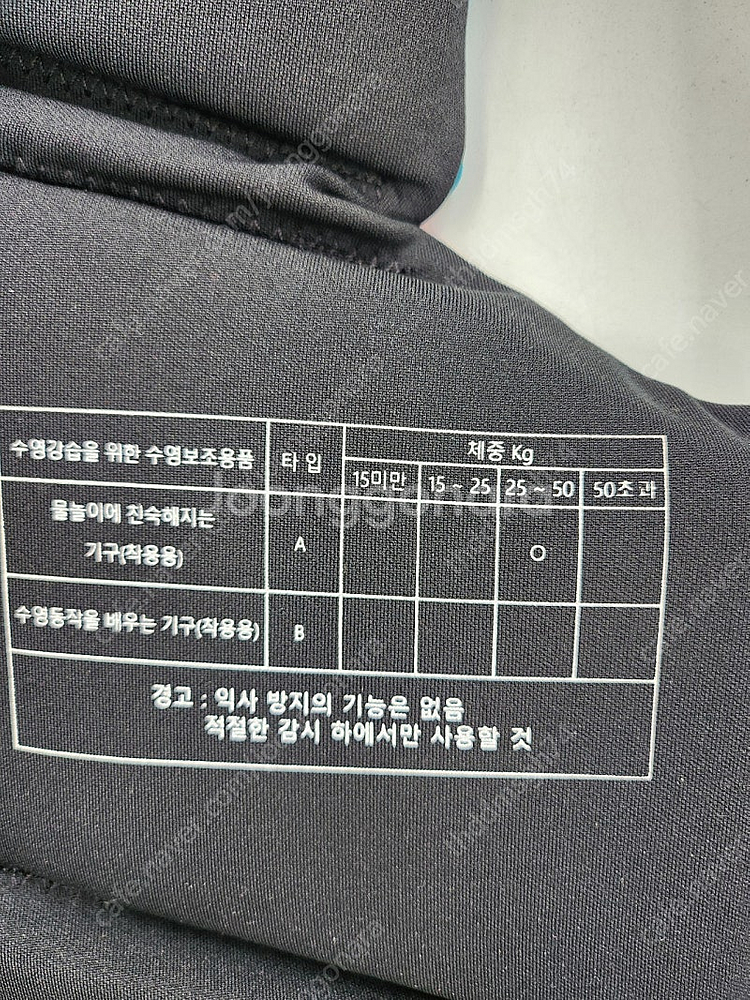 수영강습을 위한 수영보조용품 타 입 체중 Kg
15미만 15 ~ 25 25 ~ 50 50초과
물놀이에 친숙해지는
기구(착용용) A O
수영동작을 배우는 기구(착용용) B
경고 : 익사 방지의 기능은 없음
적절한 감시 하에서만 사용할 것